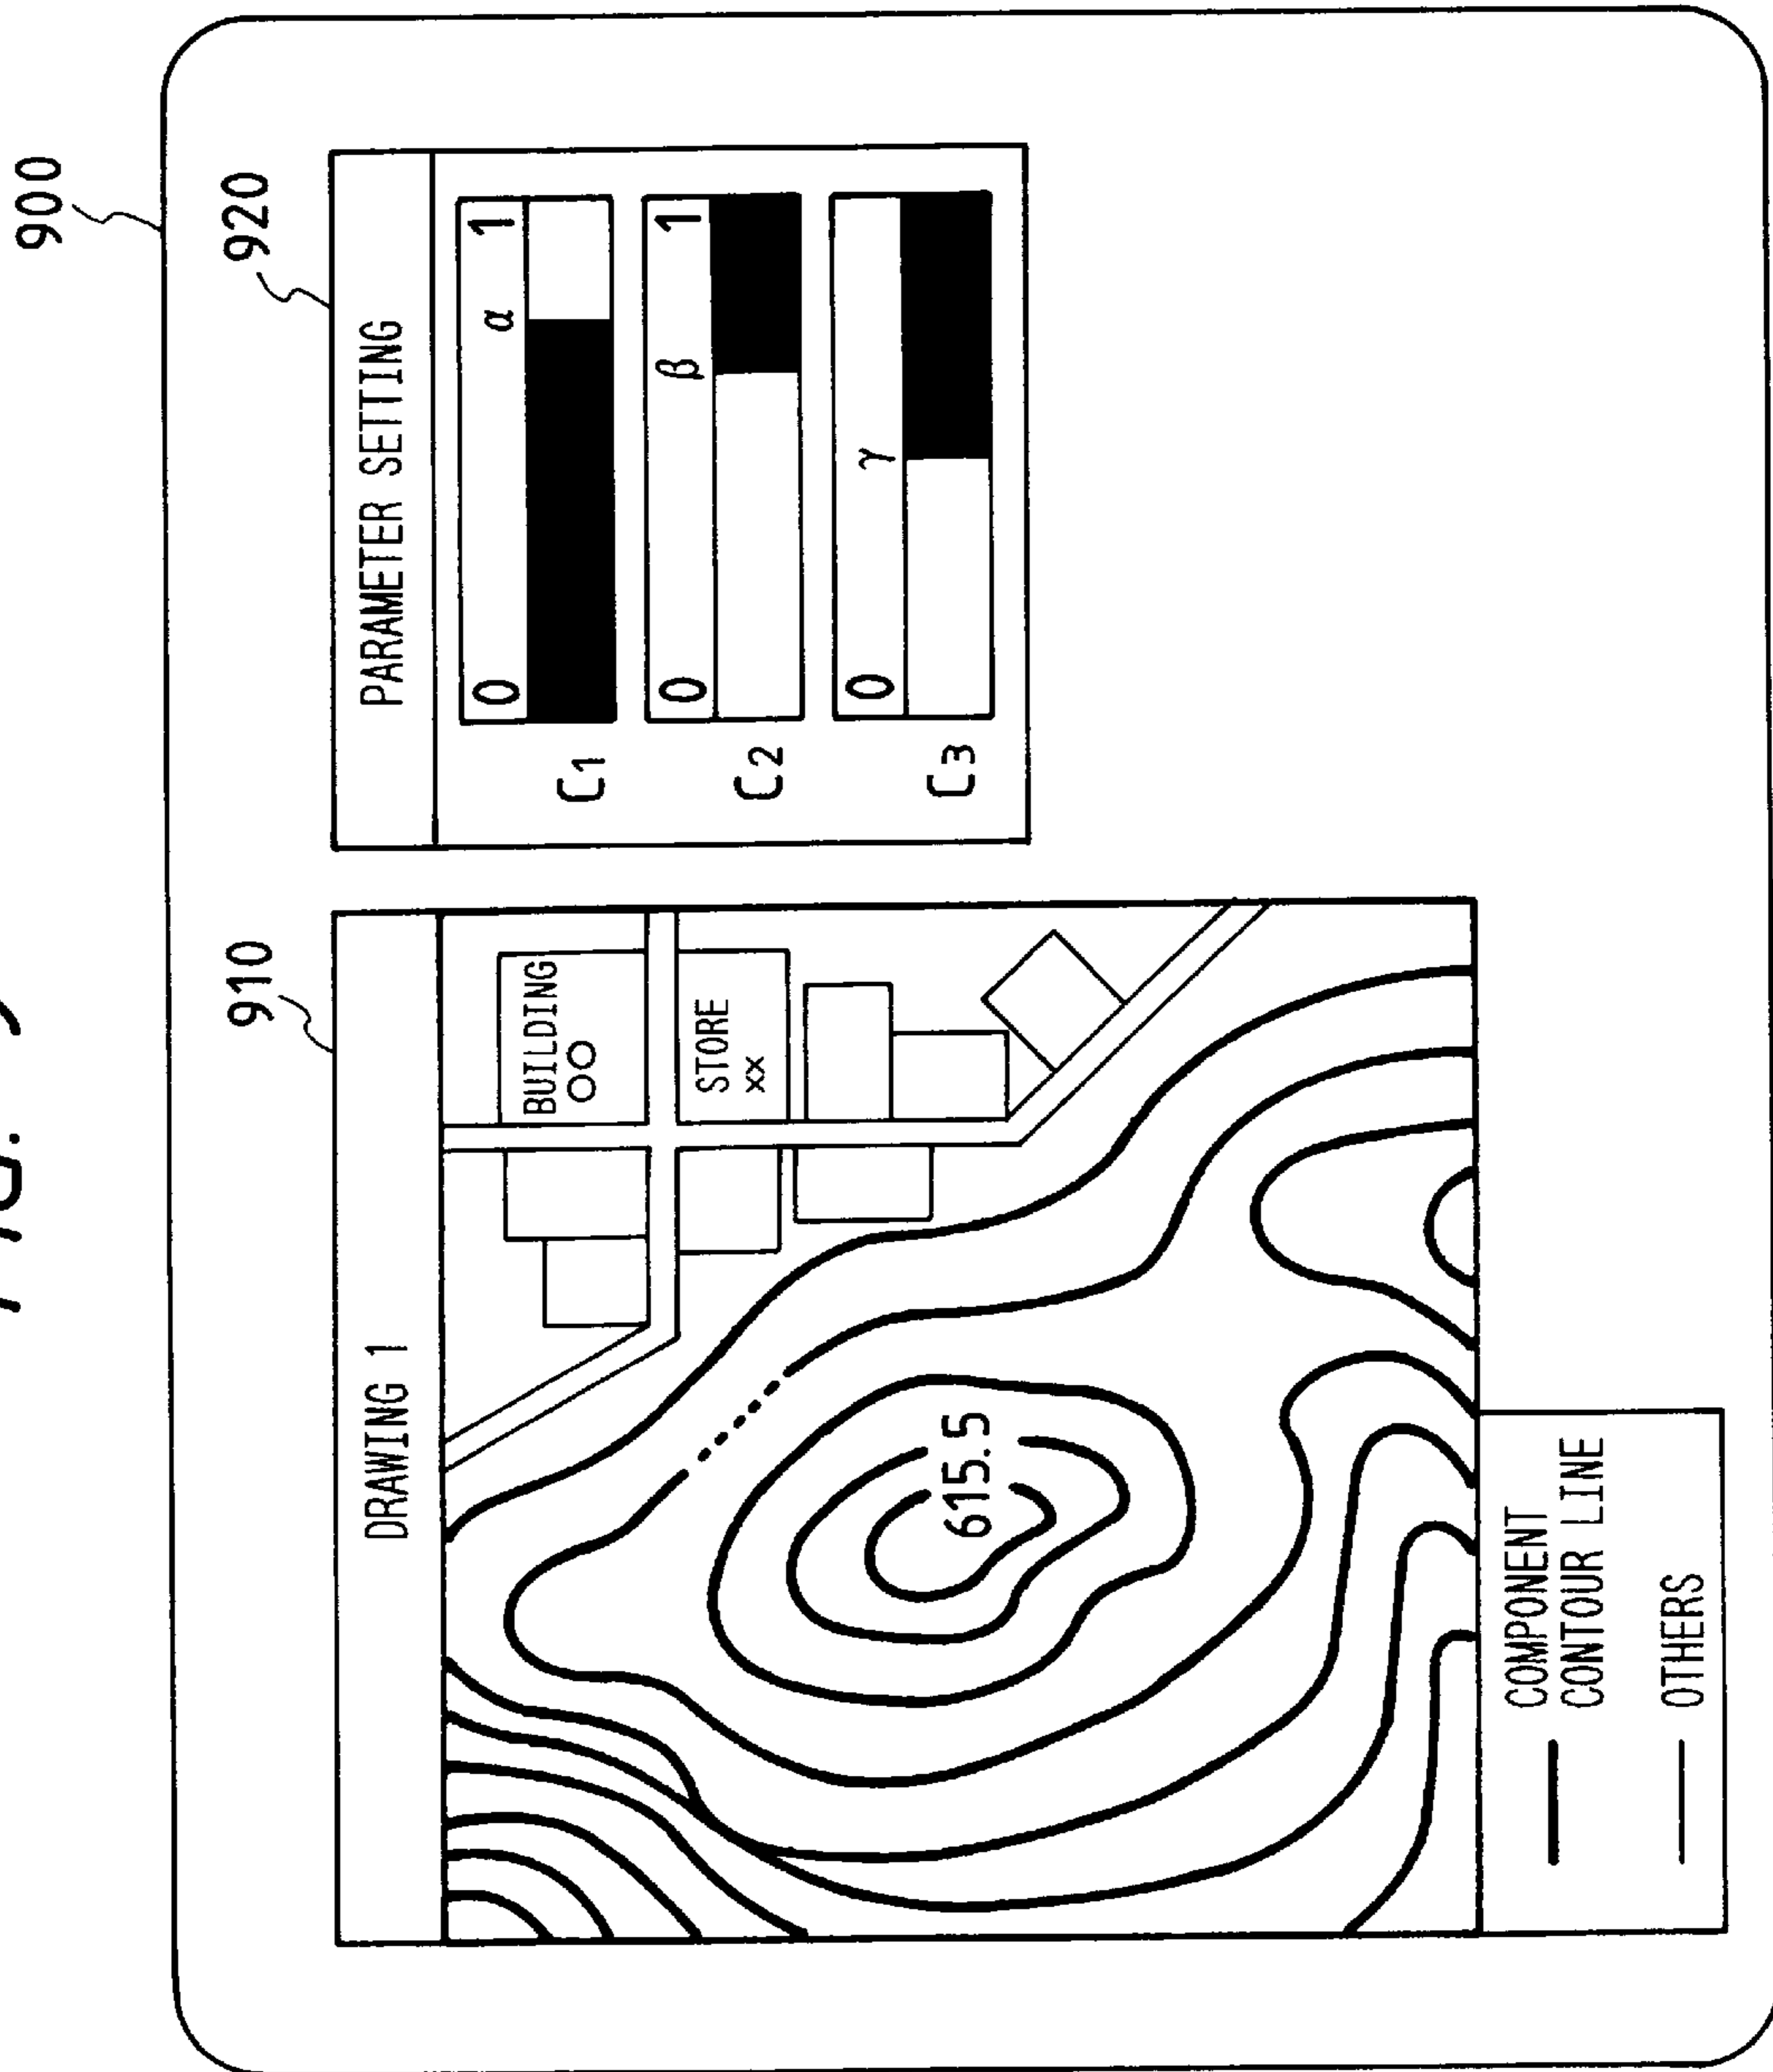 FIG. 9
900
910
DRAWING 1
BUILDING
○○
STORE
××
615.5
COMPONENT
CONTOUR LINE
OTHERS
920
PARAMETER SETTING
0 α 1
C1
0 β 1
C2
0 γ
C3